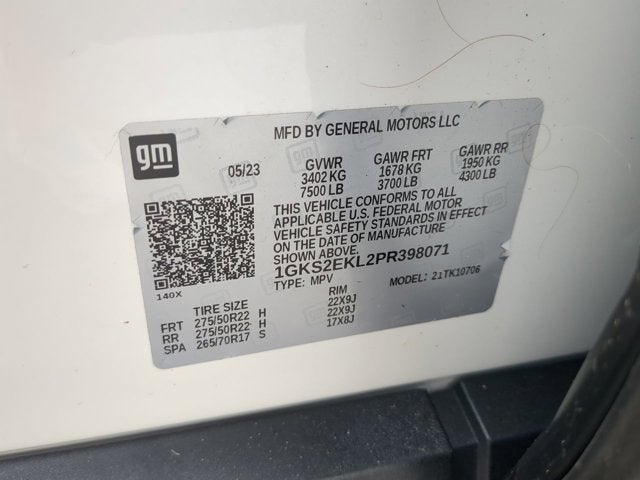 MFD BY GENERAL MOTORS LLC
gm
05/23 GVWR GAWR FRT GAWR RR
3402 KG 1678 KG 1950 KG
7500 LB 3700 LB 4300 LB
THIS VEHICLE CONFORMS TO ALL
APPLICABLE U.S. FEDERAL MOTOR
VEHICLE SAFETY STANDARDS IN EFFECT
ON THE DATE OF MANUFACTURE
SHOWN ABOVE.
1GKS2EKL2PR398071
TYPE: MPV MODEL: 21TK10706
140X
TIRE SIZE RIM
FRT 275/50R22 H 22X9J
RR 275/50R22 H 22X9J
SPA 265/70R17 S 17X8J